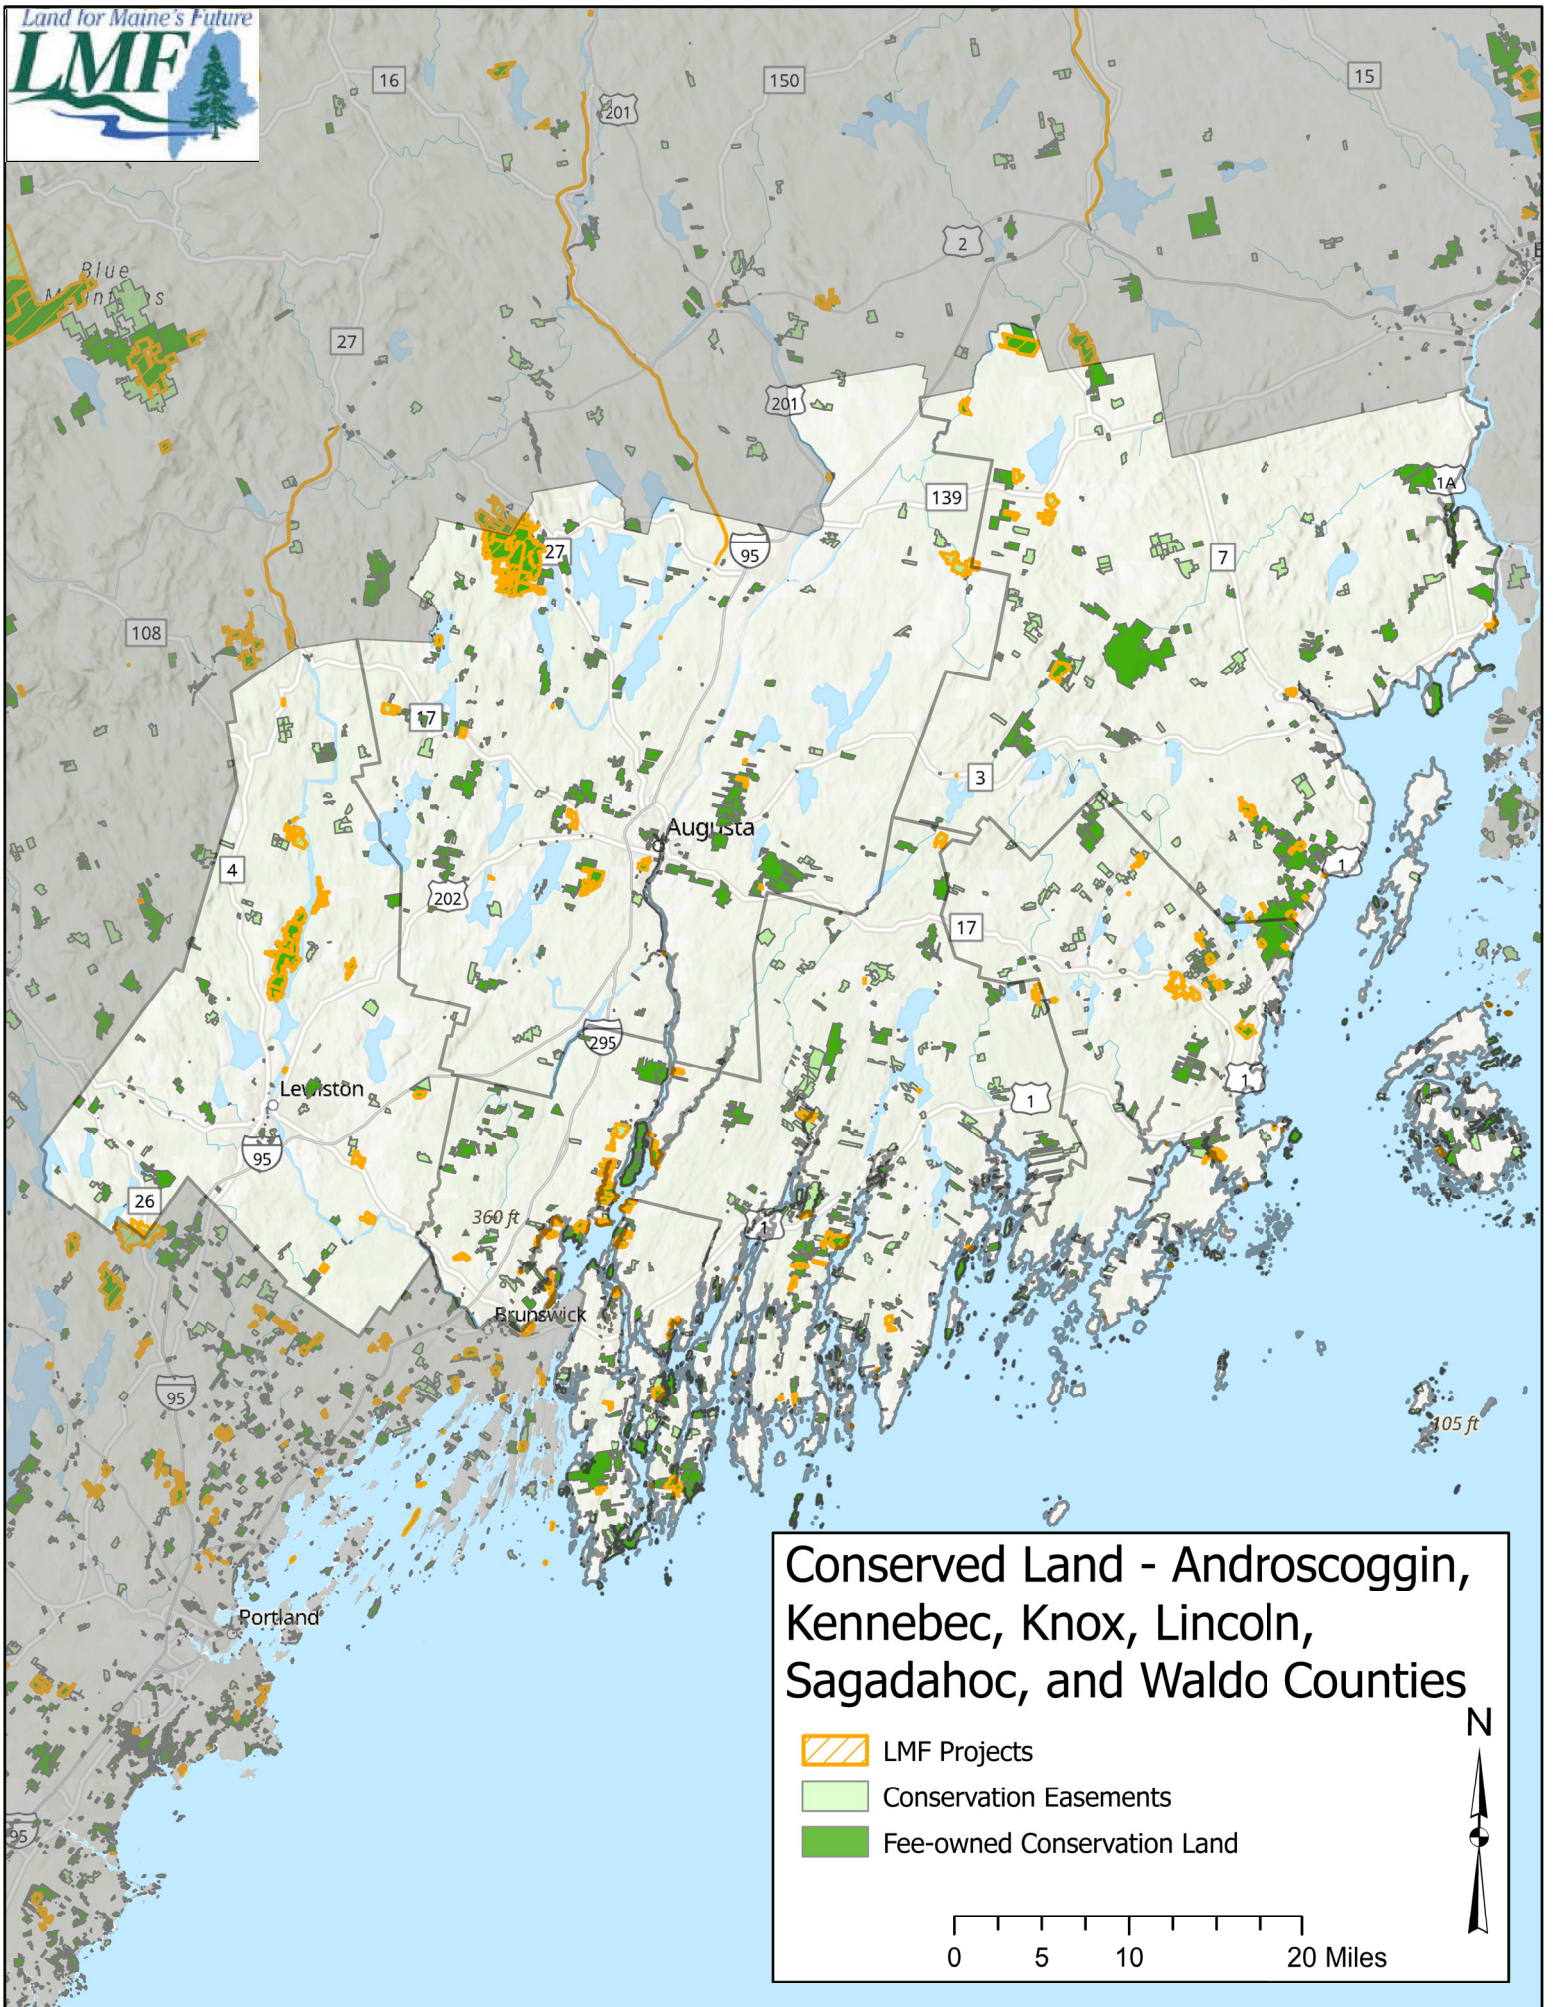 Land for Maine's Future
LMF
16
201
150
15
2
Blue
27
201
1A
139
27
95
7
108
17
3
Augusta
4
202
1
17
295
Lewiston
1
1
95
26
360 ft
1
Brunswick
95
105 ft
Portland
95
Conserved Land - Androscoggin,
Kennebec, Knox, Lincoln,
Sagadahoc, and Waldo Counties
N
LMF Projects
Conservation Easements
Fee-owned Conservation Land
0 5 10 20 Miles